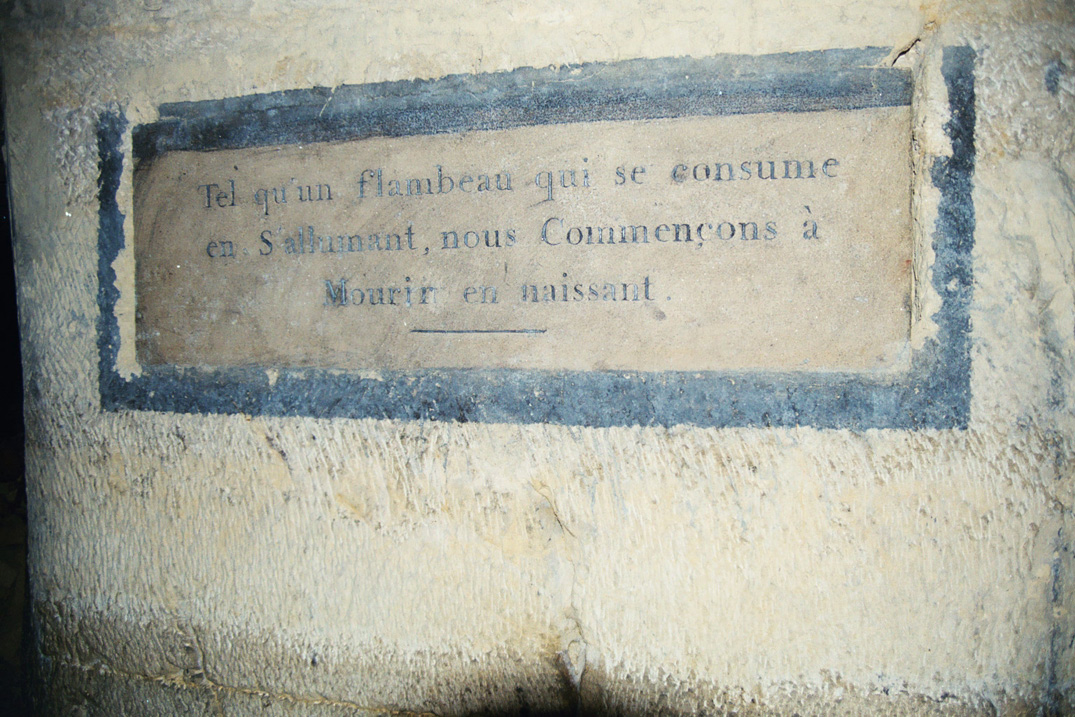 Tel qu'un flambeau qui se consume
en S'allumant, nous Commençons à
Mourir en naissant.